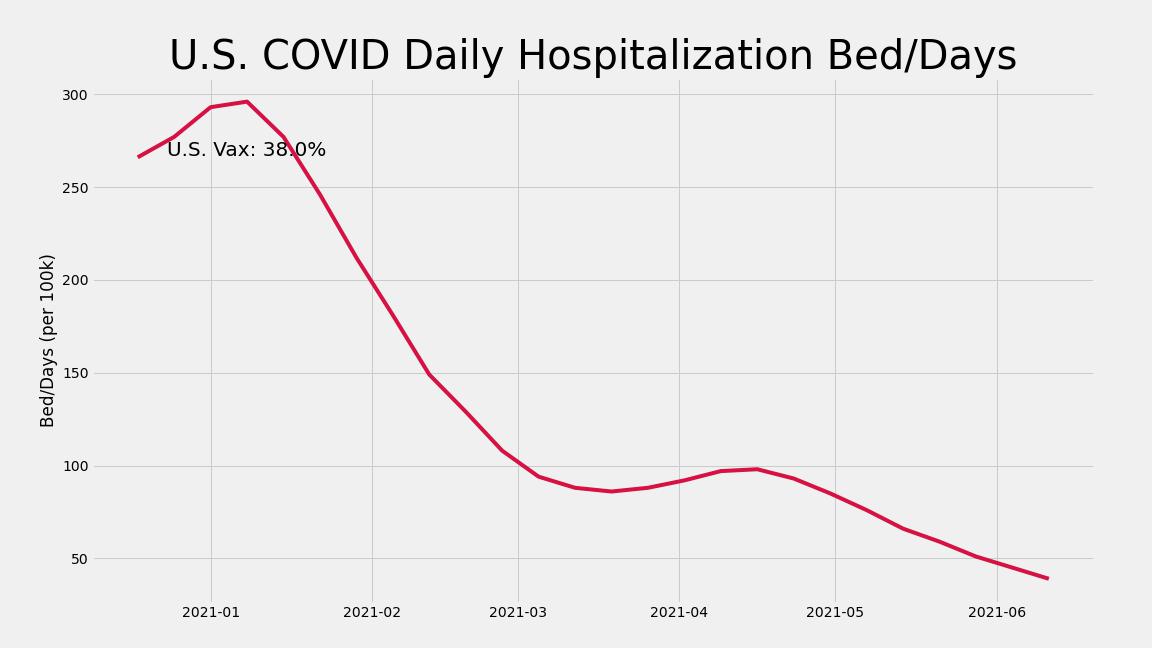 U.S. COVID Daily Hospitalization Bed/Days
300
U.S. Vax: 38.0%
250
200
Bed/Days (per 100k)
150
100
50
2021-01 2021-02 2021-03 2021-04 2021-05 2021-06